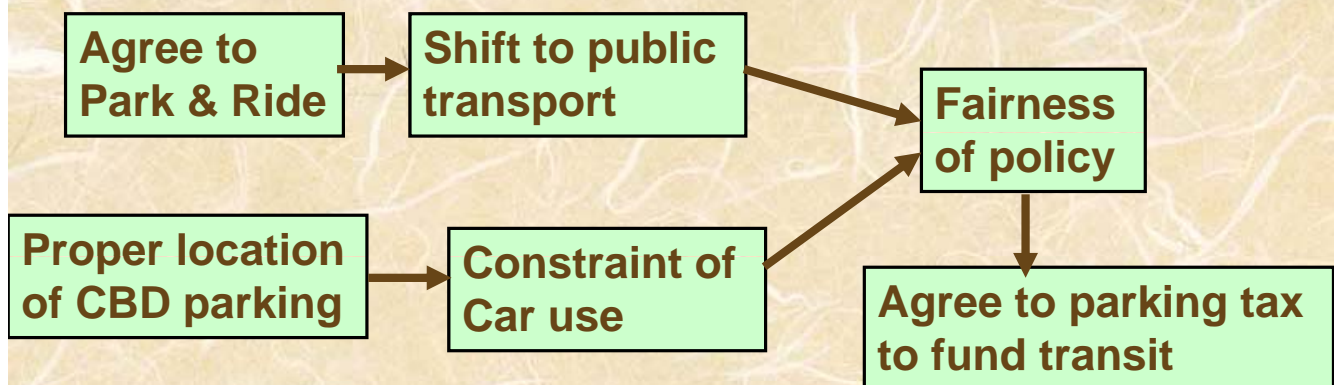 Agree to
Park & Ride
Shift to public
transport
Fairness
of policy
Proper location
of CBD parking
Constraint of
Car use
Agree to parking tax
to fund transit